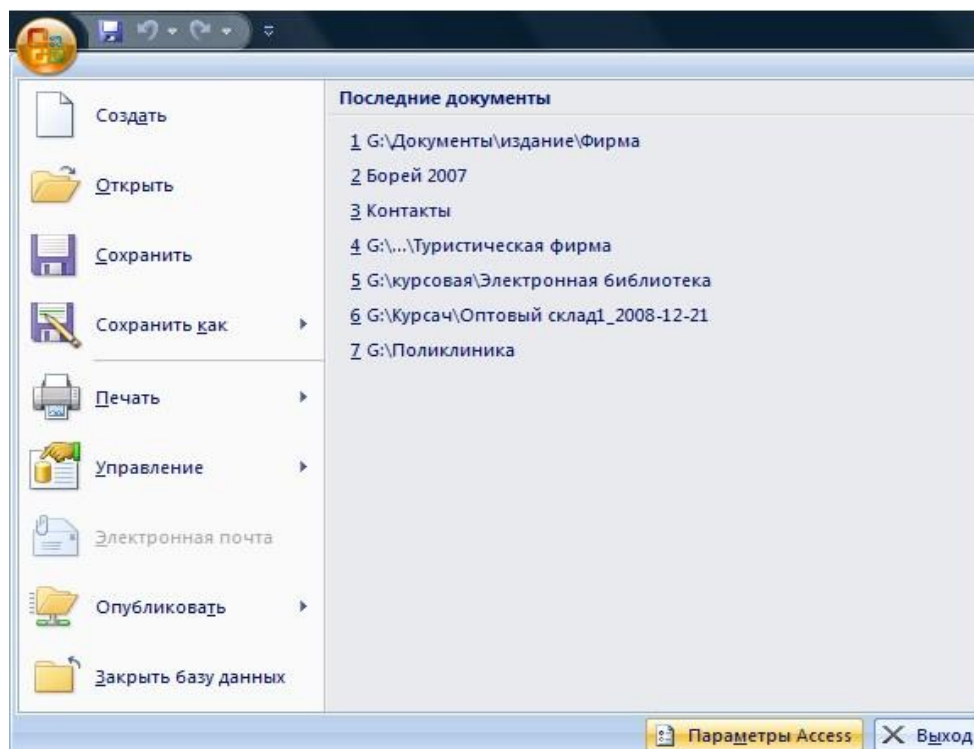 Создать
Открыть
Сохранить
Сохранить как
Печать
Управление
Электронная почта
Опубликовать
Закрыть базу данных
Последние документы
1 G:\Документы\издание\Фирма
2 Борей 2007
3 Контакты
4 G:\...\Туристическая фирма
5 G:\курсовая\Электронная библиотека
6 G:\Курсач\Оптовый склад1_2008-12-21
7 G:\Поликлиника
Параметры Access
Выход